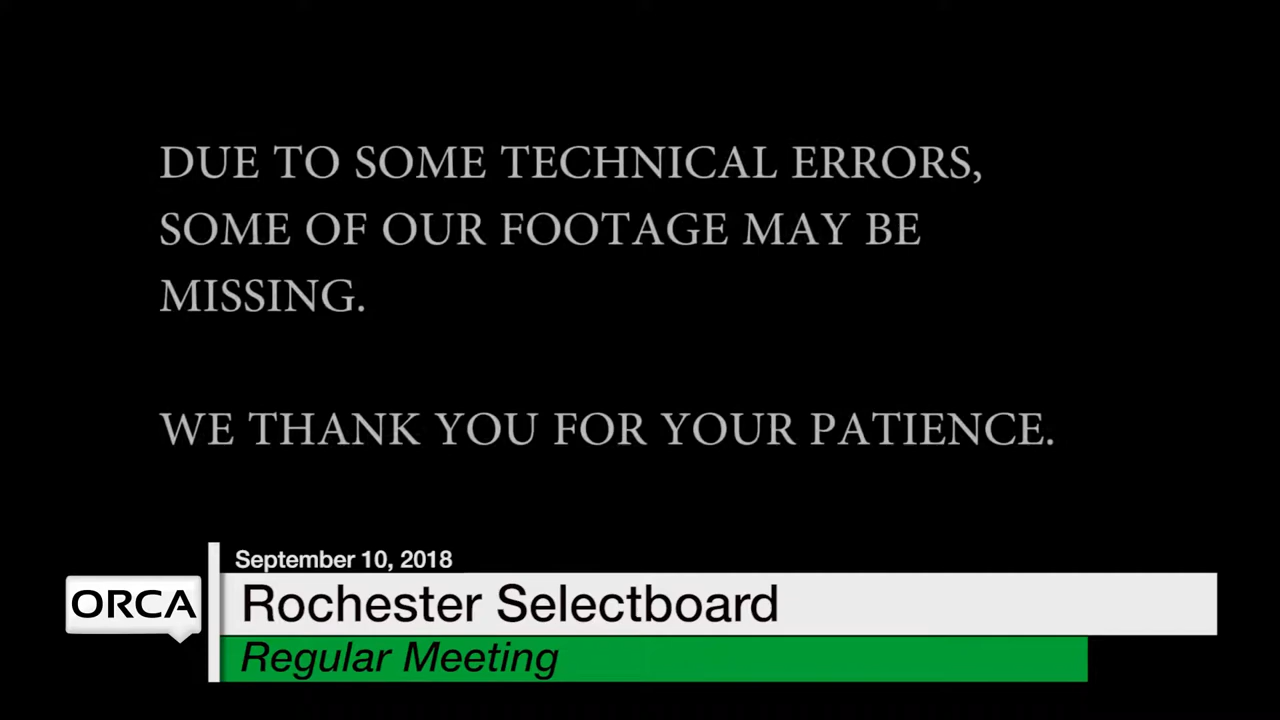 DUE TO SOME TECHNICAL ERRORS,
SOME OF OUR FOOTAGE MAY BE
MISSING.
WE THANK YOU FOR YOUR PATIENCE.
September 10, 2018
ORCA
Rochester Selectboard
Regular Meeting